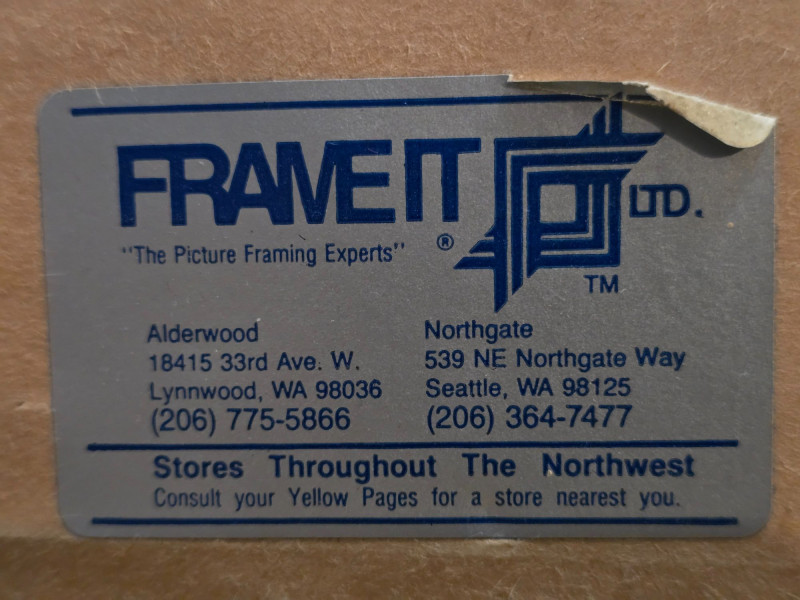 FRAME IT LTD.
"The Picture Framing Experts" ® TM
Alderwood
18415 33rd Ave. W.
Lynnwood, WA 98036
(206) 775-5866
Northgate
539 NE Northgate Way
Seattle, WA 98125
(206) 364-7477
Stores Throughout The Northwest
Consult your Yellow Pages for a store nearest you.